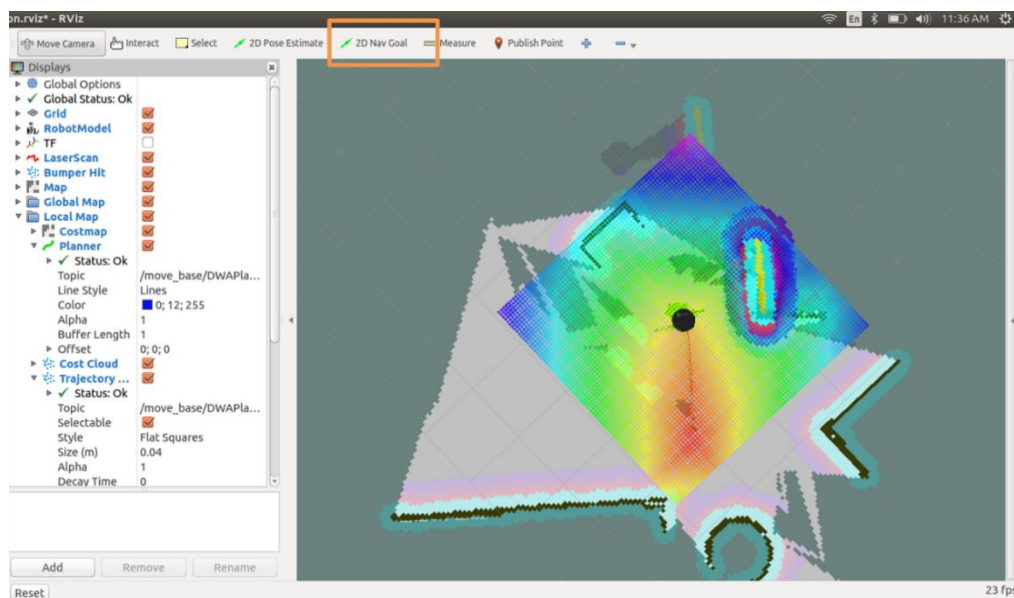 on.rviz* - RViz
En
11:36 AM
Move Camera Interact Select 2D Pose Estimate 2D Nav Goal Measure Publish Point
Displays
Global Options
Global Status: Ok
Grid
RobotModel
TF
LaserScan
Bumper Hit
Map
Global Map
Local Map
Costmap
Planner
Status: Ok
Topic /move_base/DWAPla...
Line Style Lines
Color 0; 12; 255
Alpha 1
Buffer Length 1
Offset 0; 0; 0
Cost Cloud
Trajectory ...
Status: Ok
Topic /move_base/DWAPla...
Selectable
Style Flat Squares
Size (m) 0.04
Alpha 1
Decay Time 0
Add Remove Rename
Reset
23 fps